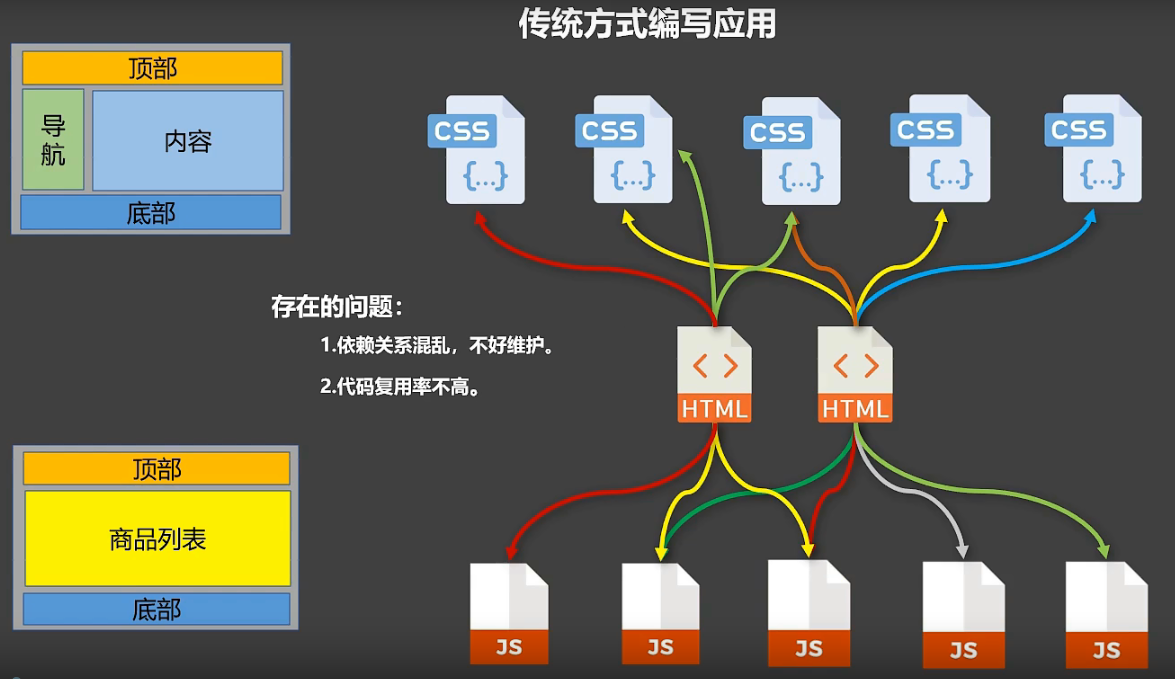 传统方式编写应用
顶部
导航
内容
底部
CSS
{...}
CSS
{...}
CSS
{...}
CSS
{...}
CSS
{...}
存在的问题：
1.依赖关系混乱，不好维护。
2.代码复用率不高。
< >
HTML
< >
HTML
顶部
商品列表
底部
JS
JS
JS
JS
JS